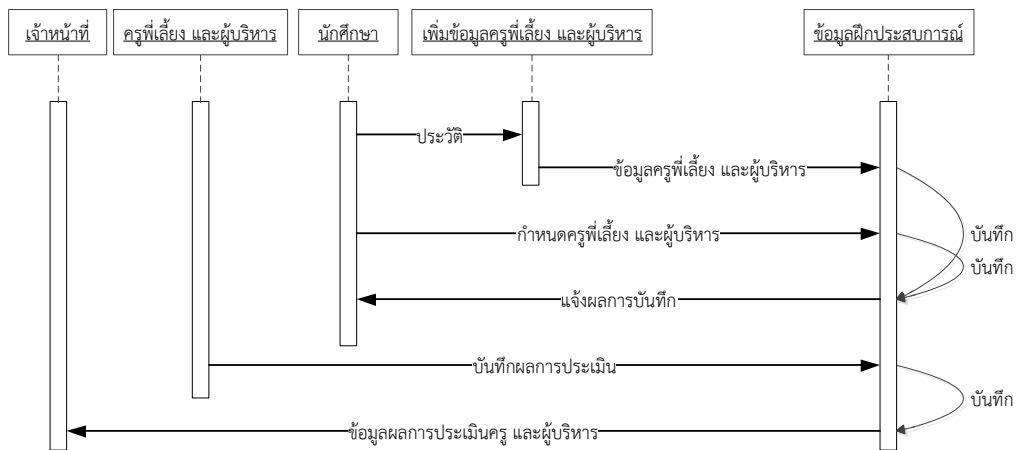 เจ้าหน้าที่
ครูพี่เลี้ยง และผู้บริหาร
นักศึกษา
เพิ่มข้อมูลครูพี่เลี้ยง และผู้บริหาร
ข้อมูลฝึกประสบการณ์
ประวัติ
ข้อมูลครูพี่เลี้ยง และผู้บริหาร
กำหนดครูพี่เลี้ยง และผู้บริหาร
บันทึก
บันทึก
แจ้งผลการบันทึก
บันทึกผลการประเมิน
บันทึก
ข้อมูลผลการประเมินครู และผู้บริหาร